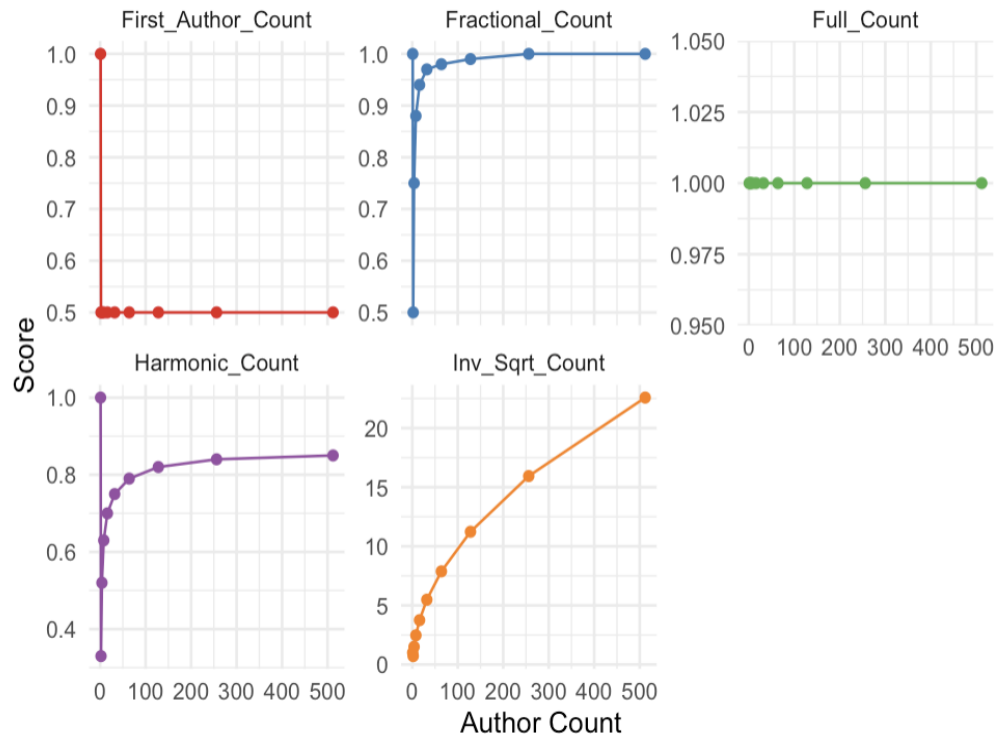 First_Author_Count
Fractional_Count
Full_Count
1.0
0.9
0.8
0.7
0.6
0.5
1.0
0.9
0.8
0.7
0.6
0.5
1.050
1.025
1.000
0.975
0.950
0 100 200 300 400 500
Score
Harmonic_Count
Inv_Sqrt_Count
1.0
0.8
0.6
0.4
20
15
10
5
0
0 100 200 300 400 500
0 100 200 300 400 500
Author Count